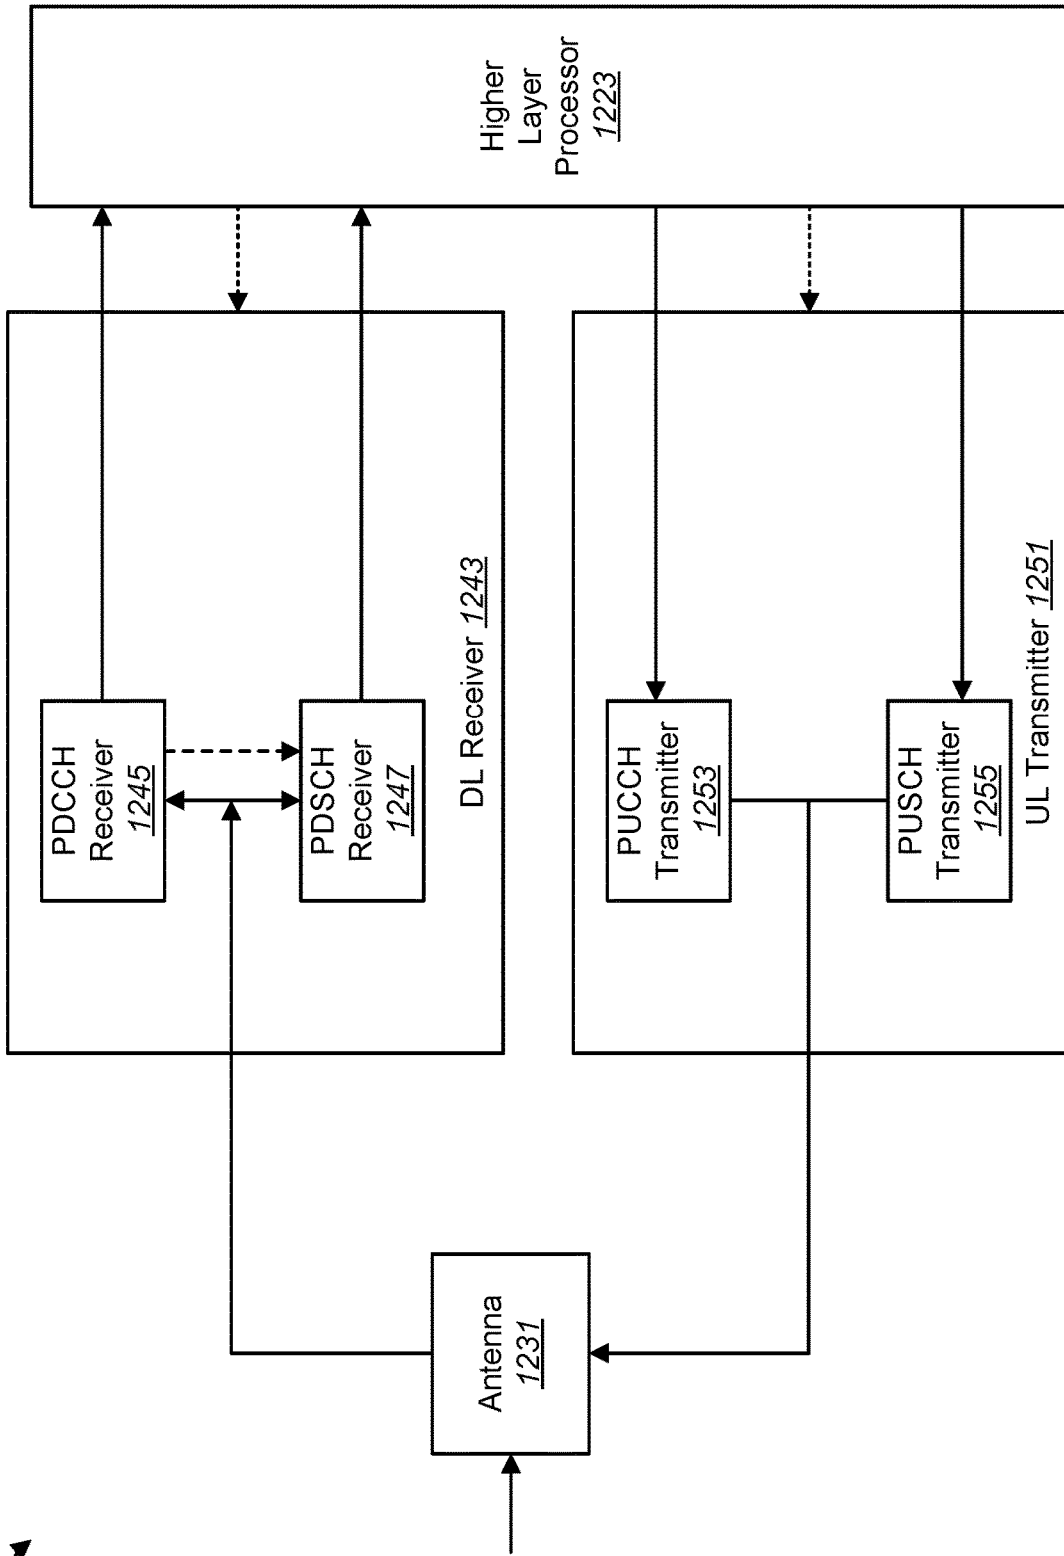 Higher
Layer
Processor
1223
PDCCH
Receiver
1245
PDSCH
Receiver
1247
DL Receiver 1243
PUCCH
Transmitter
1253
PUSCH
Transmitter
1255
UL Transmitter 1251
Antenna
1231